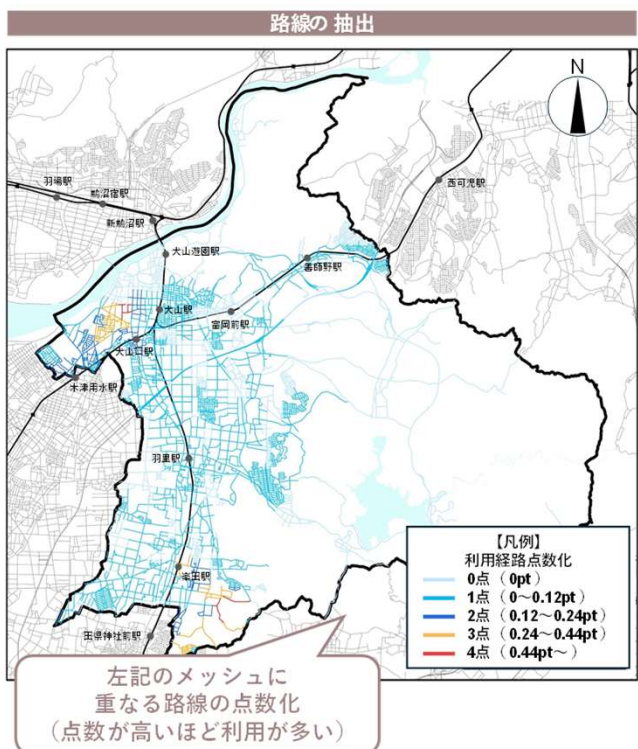 路線の 抽出
N
羽場駅
鵜沼宿駅
新鵜沼駅
西可児駅
犬山遊園駅
善師野駅
犬山駅
富岡前駅
犬山口駅
木津用水駅
羽黒駅
楽田駅
田県神社前駅
【凡例】
利用経路点数化
0点（0pt）
1点（0～0.12pt）
2点（0.12～0.24pt）
3点（0.24～0.44pt）
4点（0.44pt～）
左記のメッシュに
重なる路線の点数化
（点数が高いほど利用が多い）